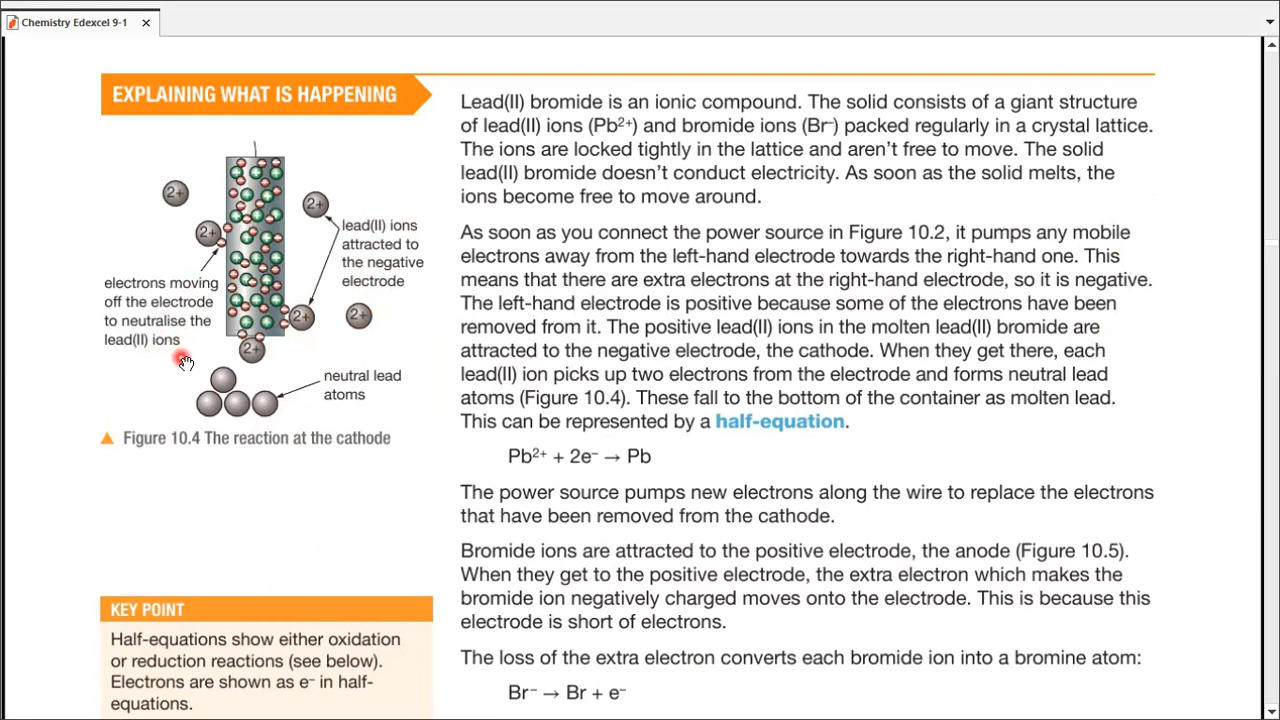 Chemistry Edexcel 9-1
EXPLAINING WHAT IS HAPPENING
2+
2+
2+
lead(II) ions
attracted to
the negative
electrode
electrons moving
off the electrode
to neutralise the
lead(II) ions
2+
2+
2+
neutral lead
atoms
▲ Figure 10.4 The reaction at the cathode
KEY POINT
Half-equations show either oxidation
or reduction reactions (see below).
Electrons are shown as e⁻ in half-
equations.
Lead(II) bromide is an ionic compound. The solid consists of a giant structure
of lead(II) ions (Pb²⁺) and bromide ions (Br⁻) packed regularly in a crystal lattice.
The ions are locked tightly in the lattice and aren’t free to move. The solid
lead(II) bromide doesn’t conduct electricity. As soon as the solid melts, the
ions become free to move around.
As soon as you connect the power source in Figure 10.2, it pumps any mobile
electrons away from the left-hand electrode towards the right-hand one. This
means that there are extra electrons at the right-hand electrode, so it is negative.
The left-hand electrode is positive because some of the electrons have been
removed from it. The positive lead(II) ions in the molten lead(II) bromide are
attracted to the negative electrode, the cathode. When they get there, each
lead(II) ion picks up two electrons from the electrode and forms neutral lead
atoms (Figure 10.4). These fall to the bottom of the container as molten lead.
This can be represented by a half-equation.
Pb²⁺ + 2e⁻ → Pb
The power source pumps new electrons along the wire to replace the electrons
that have been removed from the cathode.
Bromide ions are attracted to the positive electrode, the anode (Figure 10.5).
When they get to the positive electrode, the extra electron which makes the
bromide ion negatively charged moves onto the electrode. This is because this
electrode is short of electrons.
The loss of the extra electron converts each bromide ion into a bromine atom:
Br⁻ → Br + e⁻